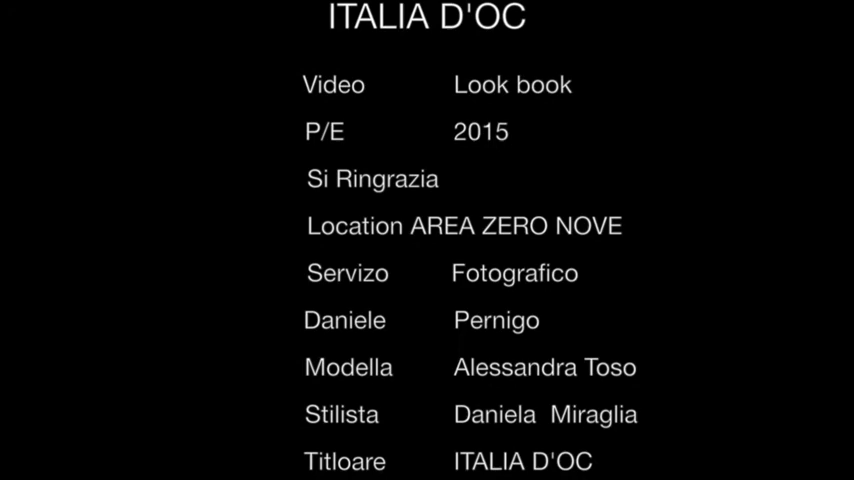 ITALIA D'OC
Video Look book
P/E 2015
Si Ringrazia
Location AREA ZERO NOVE
Servizo Fotografico
Daniele Pernigo
Modella Alessandra Toso
Stilista Daniela Miraglia
Titloare ITALIA D'OC